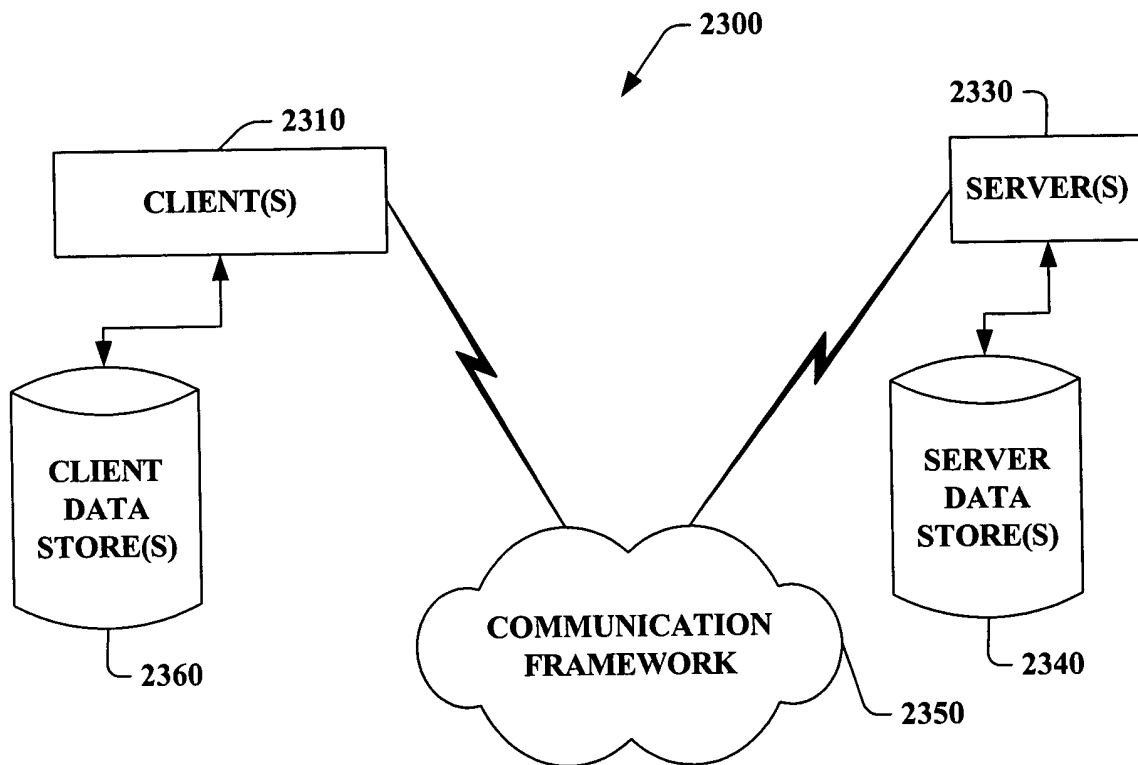 2300
2310
2330
CLIENT(S)
SERVER(S)
CLIENT
DATA
STORE(S)
SERVER
DATA
STORE(S)
COMMUNICATION
FRAMEWORK
2360
2340
2350